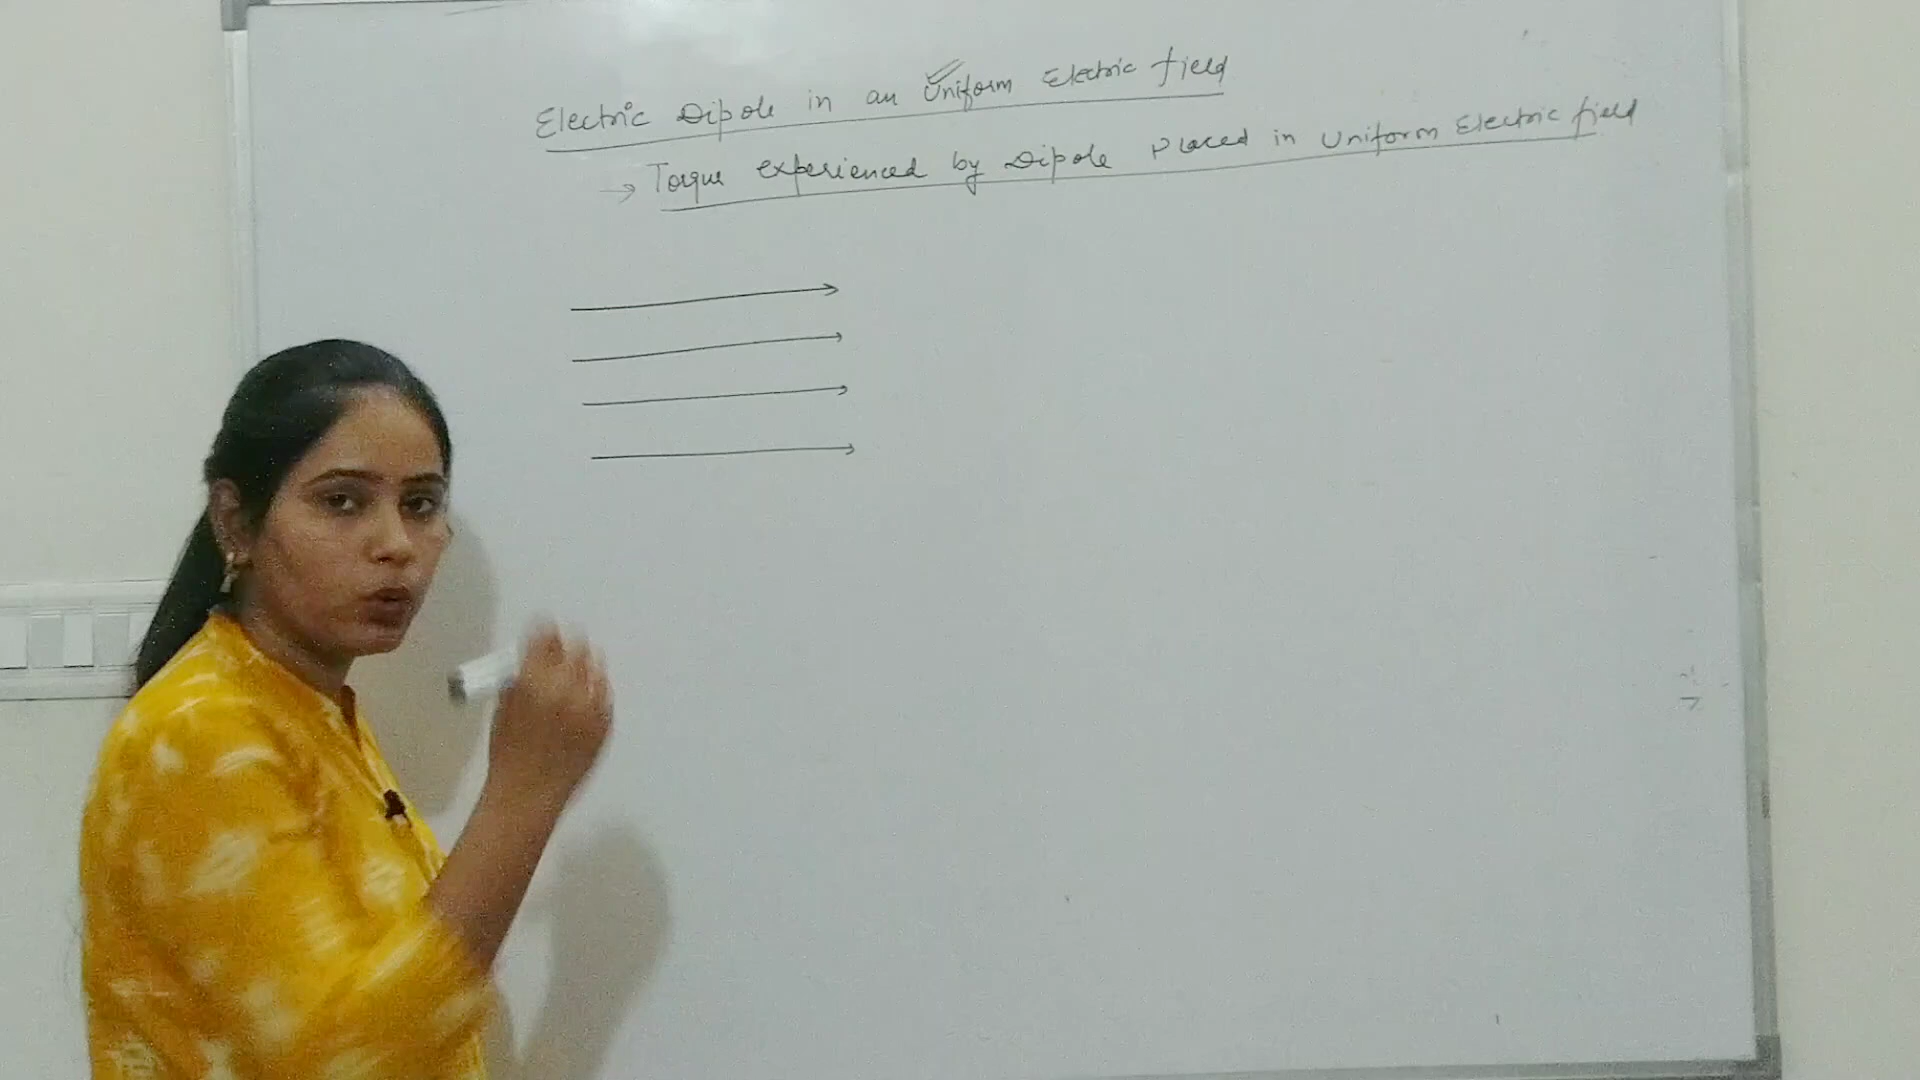 Electric Dipole in an Uniform Electric field
→ Torque experienced by Dipole Placed in Uniform Electric field